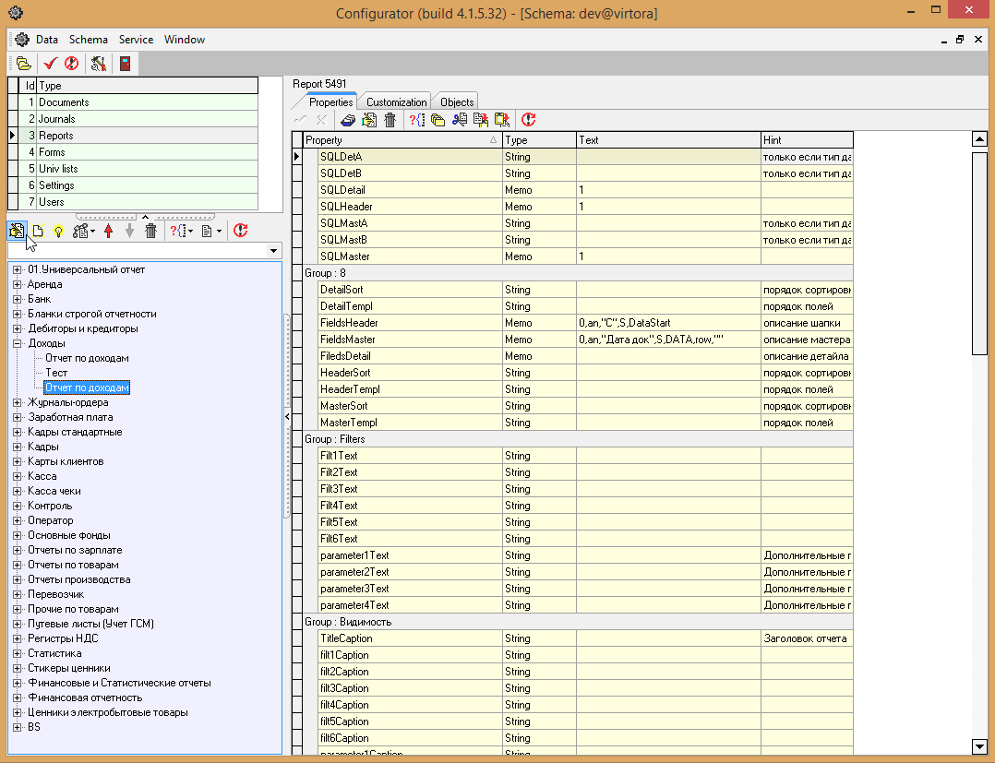 Configurator (build 4.1.5.32) - [Schema: dev@virtora]
Data Schema Service Window
Id Type
1 Documents
2 Journals
3 Reports
4 Forms
5 Univ lists
6 Settings
7 Users
01.Универсальный отчет
Аренда
Банк
Бланки строгой отчетности
Дебиторы и кредиторы
Доходы
Отчет по доходам
Тест
Отчет по доходам
Журналы-ордера
Заработная плата
Кадры стандартные
Кадры
Карты клиентов
Касса
Касса чеки
Контроль
Оператор
Основные фонды
Отчеты по зарплате
Отчеты по товарам
Отчеты производства
Перевозчик
Прочие по товарам
Путевые листы (Учет ГСМ)
Регистры НДС
Статистика
Стикеры ценники
Финансовые и Статистические отчеты
Финансовая отчетность
Ценники электробытовые товары
BS
Report 5491
Properties Customization Objects
Property Type Text Hint
SQLDetA String только если тип да
SQLDetB String только если тип да
SQLDetail Memo 1
SQLHeader Memo 1
SQLMastA String только если тип да
SQLMastB String только если тип да
SQLMaster Memo 1
Group : 8
DetailSort String порядок сортировк
DetailTempl String порядок полей
FieldsHeader Memo 0,an,"C",S,DataStart описание шапки
FieldsMaster Memo 0,an,"Дата док",S,DATA,row,"" описание мастера
FiledsDetail Memo описание детайла
HeaderSort String порядок сортировк
HeaderTempl String порядок полей
MasterSort String порядок сортировк
MasterTempl String порядок полей
Group : Filters
Filt1Text String
Filt2Text String
Filt3Text String
Filt4Text String
Filt5Text String
Filt6Text String
parameter1Text String Дополнительные г
parameter2Text String Дополнительные г
parameter3Text String Дополнительные г
parameter4Text String Дополнительные г
Group : Видимость
TitleCaption String Заголовок отчета
filt1Caption String
filt2Caption String
filt3Caption String
filt4Caption String
filt5Caption String
filt6Caption String
parameter1Caption String